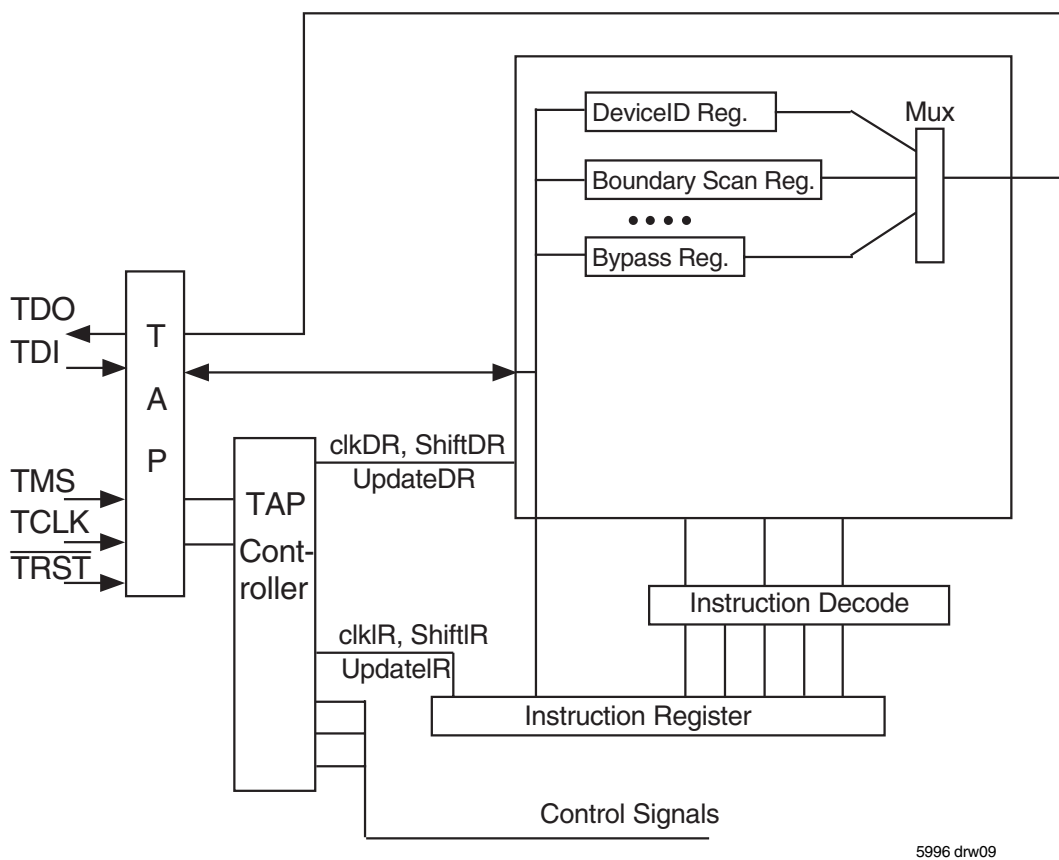 DeviceID Reg.
Mux
Boundary Scan Reg.
Bypass Reg.
TDO
TDI
T
A
P
TMS
TCLK
TRST
TAP
Cont-
roller
clkDR, ShiftDR
UpdateDR
Instruction Decode
clkIR, ShiftIR
UpdateIR
Instruction Register
Control Signals
5996 drw09